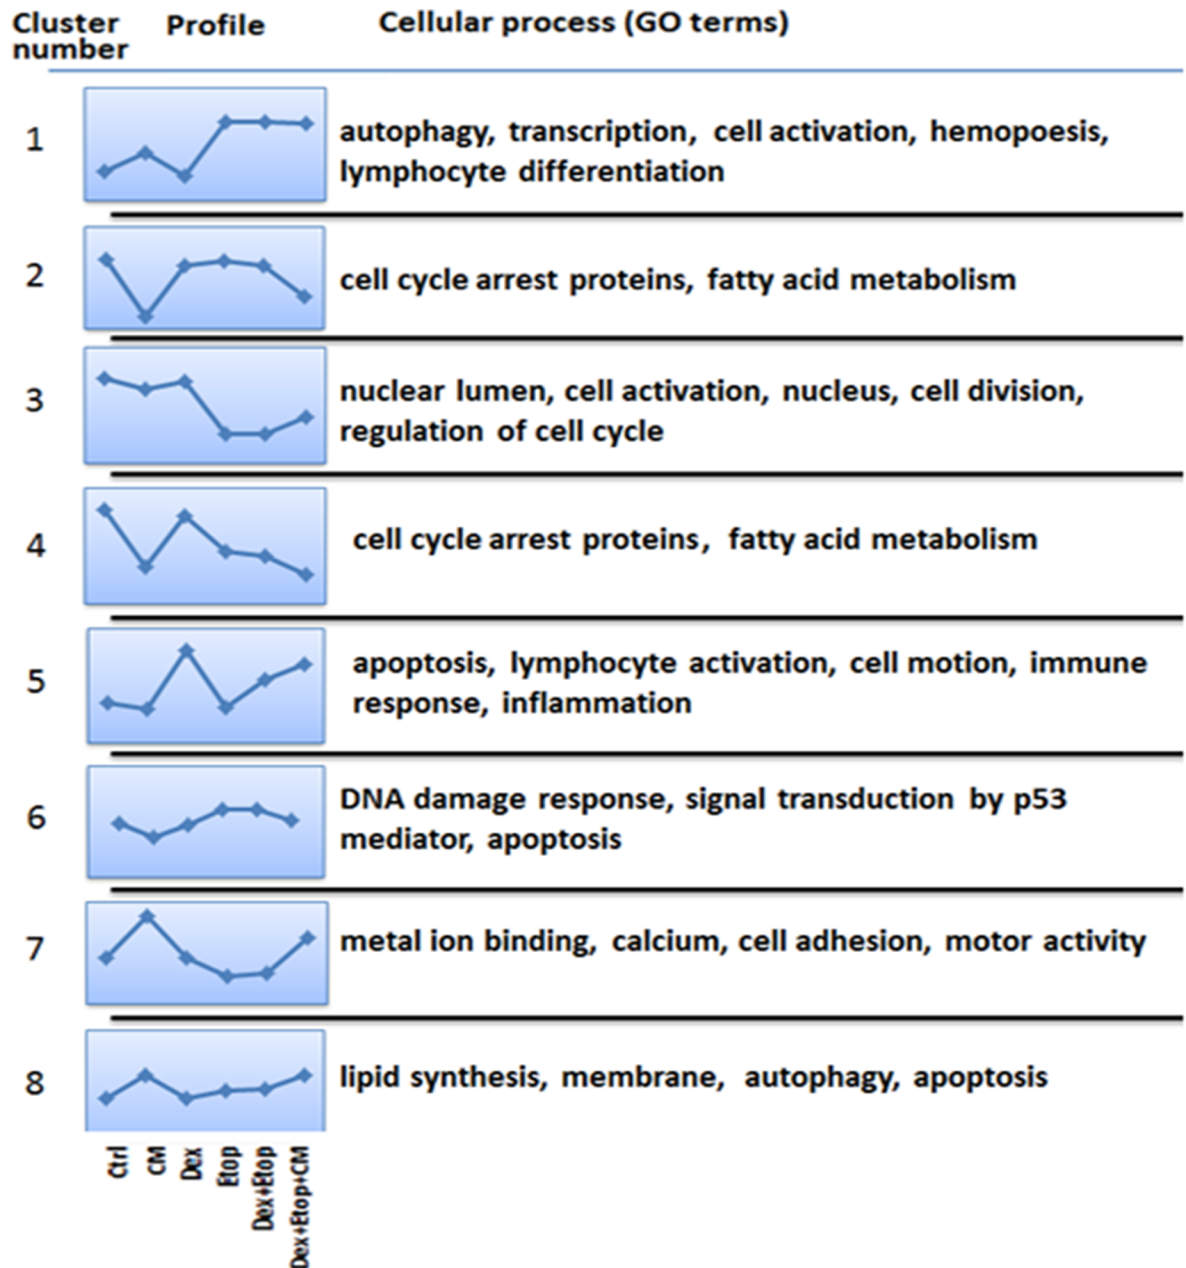 Cluster number Profile Cellular process (GO terms)
1 autophagy, transcription, cell activation, hemopoesis,
lymphocyte differentiation
2 cell cycle arrest proteins, fatty acid metabolism
3 nuclear lumen, cell activation, nucleus, cell division,
regulation of cell cycle
4 cell cycle arrest proteins, fatty acid metabolism
5 apoptosis, lymphocyte activation, cell motion, immune
response, inflammation
6 DNA damage response, signal transduction by p53
mediator, apoptosis
7 metal ion binding, calcium, cell adhesion, motor activity
8 lipid synthesis, membrane, autophagy, apoptosis
Ctrl
CM
Dex
Etop
Dex+Etop
Dex+Etop+CM